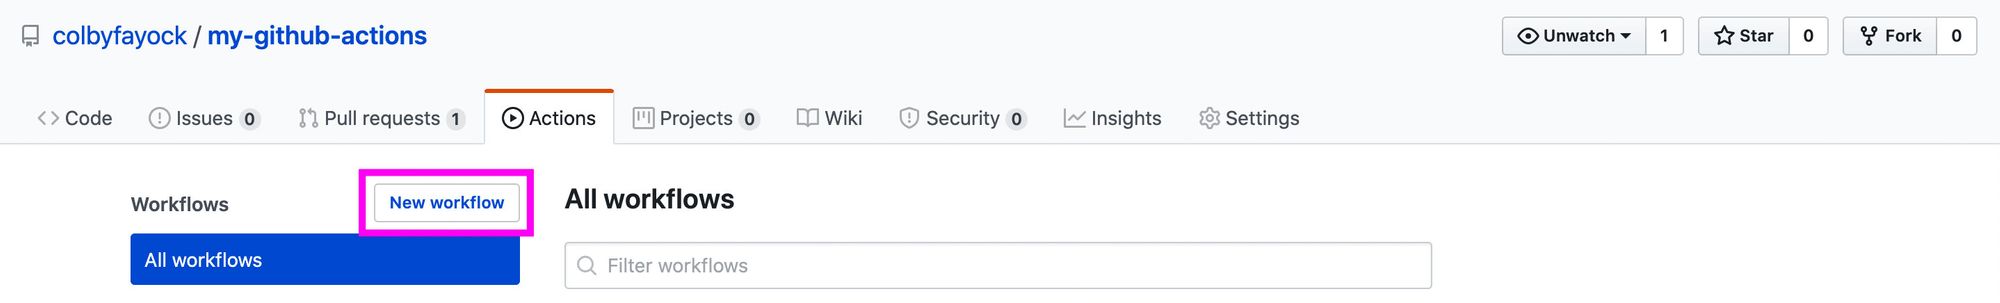 colbyfayock / my-github-actions
Unwatch 1 Star 0 Fork 0
Code Issues 0 Pull requests 1 Actions Projects 0 Wiki Security 0 Insights Settings
Workflows New workflow
All workflows
All workflows
Filter workflows